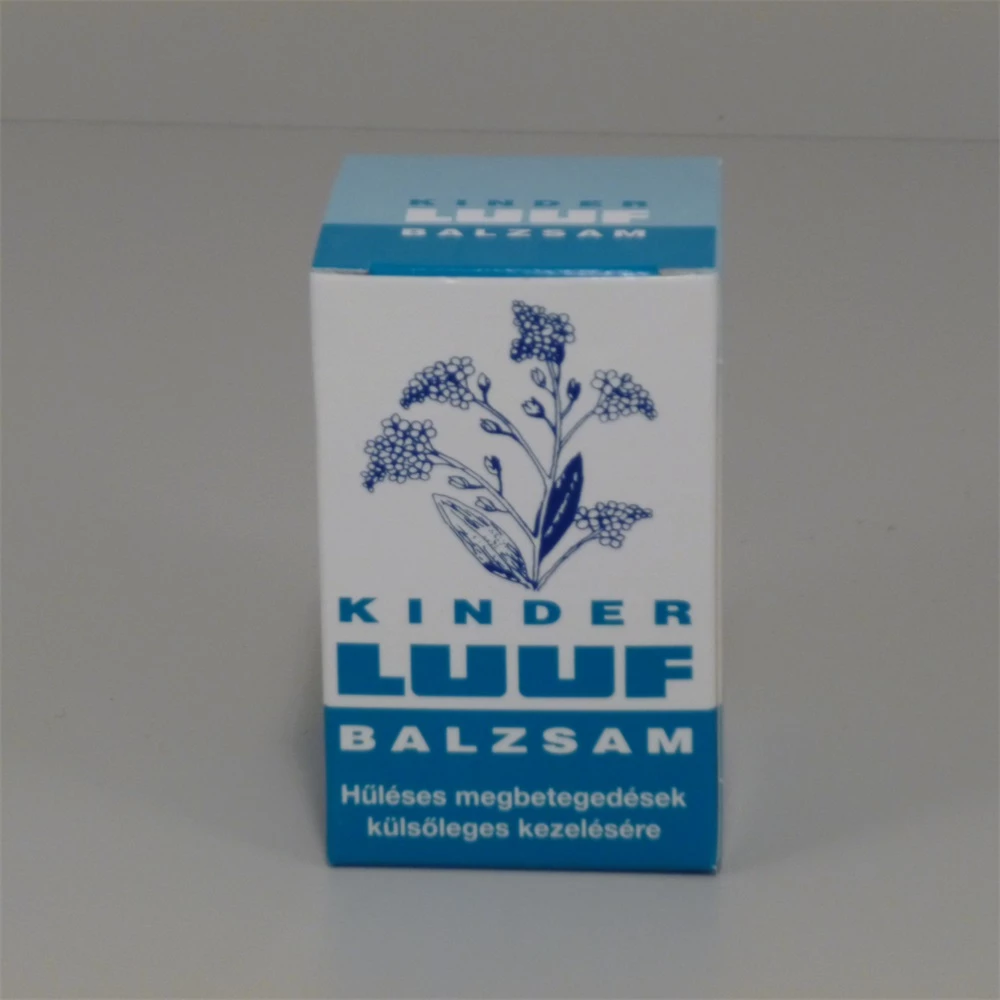 KINDER
LUUF
BALZSAM
KINDER
LUUF
BALZSAM
Hűléses megbetegedések
külsőleges kezelésére